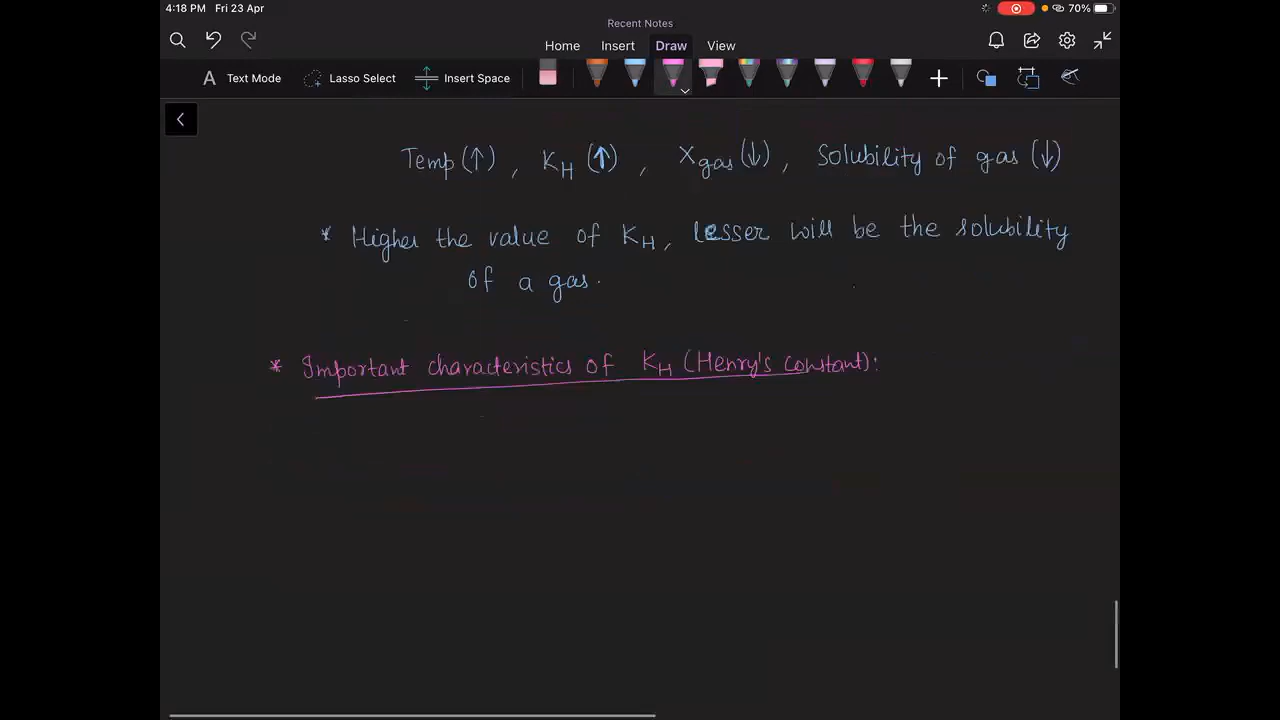 4:18 PM Fri 23 Apr
70%
Recent Notes
Home Insert Draw View
Text Mode Lasso Select Insert Space
Temp (↑), K_H (↑), X_gas (↓), Solubility of gas (↓)
* Higher the value of K_H, lesser will be the solubility
of a gas.
* Important characteristics of K_H (Henry's constant):